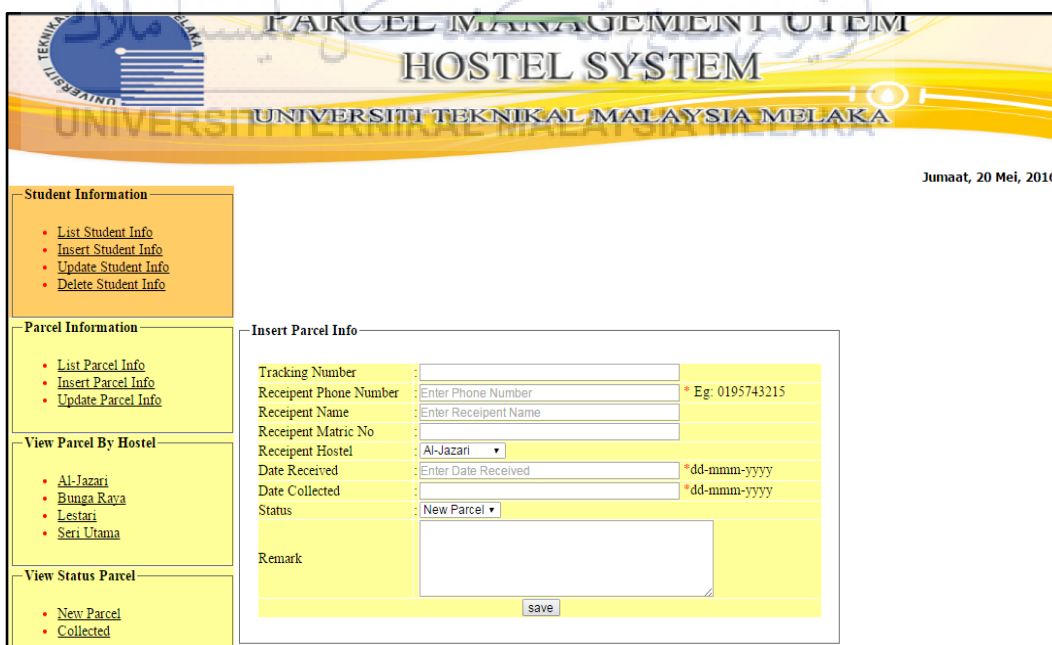 PARCEL MANAGEMENT UTEM
HOSTEL SYSTEM
UNIVERSITI TEKNIKAL MALAYSIA MELAKA
UNIVERSITI TEKNIKAL MALAYSIA MELAKA
Jumaat, 20 Mei, 2016
Student Information
List Student Info
Insert Student Info
Update Student Info
Delete Student Info
Parcel Information
List Parcel Info
Insert Parcel Info
Update Parcel Info
View Parcel By Hostel
Al-Jazari
Bunga Raya
Lestari
Seri Utama
View Status Parcel
New Parcel
Collected
Insert Parcel Info
Tracking Number :
Receipent Phone Number : Enter Phone Number * Eg: 0195743215
Receipent Name : Enter Receipent Name
Receipent Matric No :
Receipent Hostel : Al-Jazari
Date Received : Enter Date Received *dd-mmm-yyyy
Date Collected : *dd-mmm-yyyy
Status : New Parcel
Remark
save